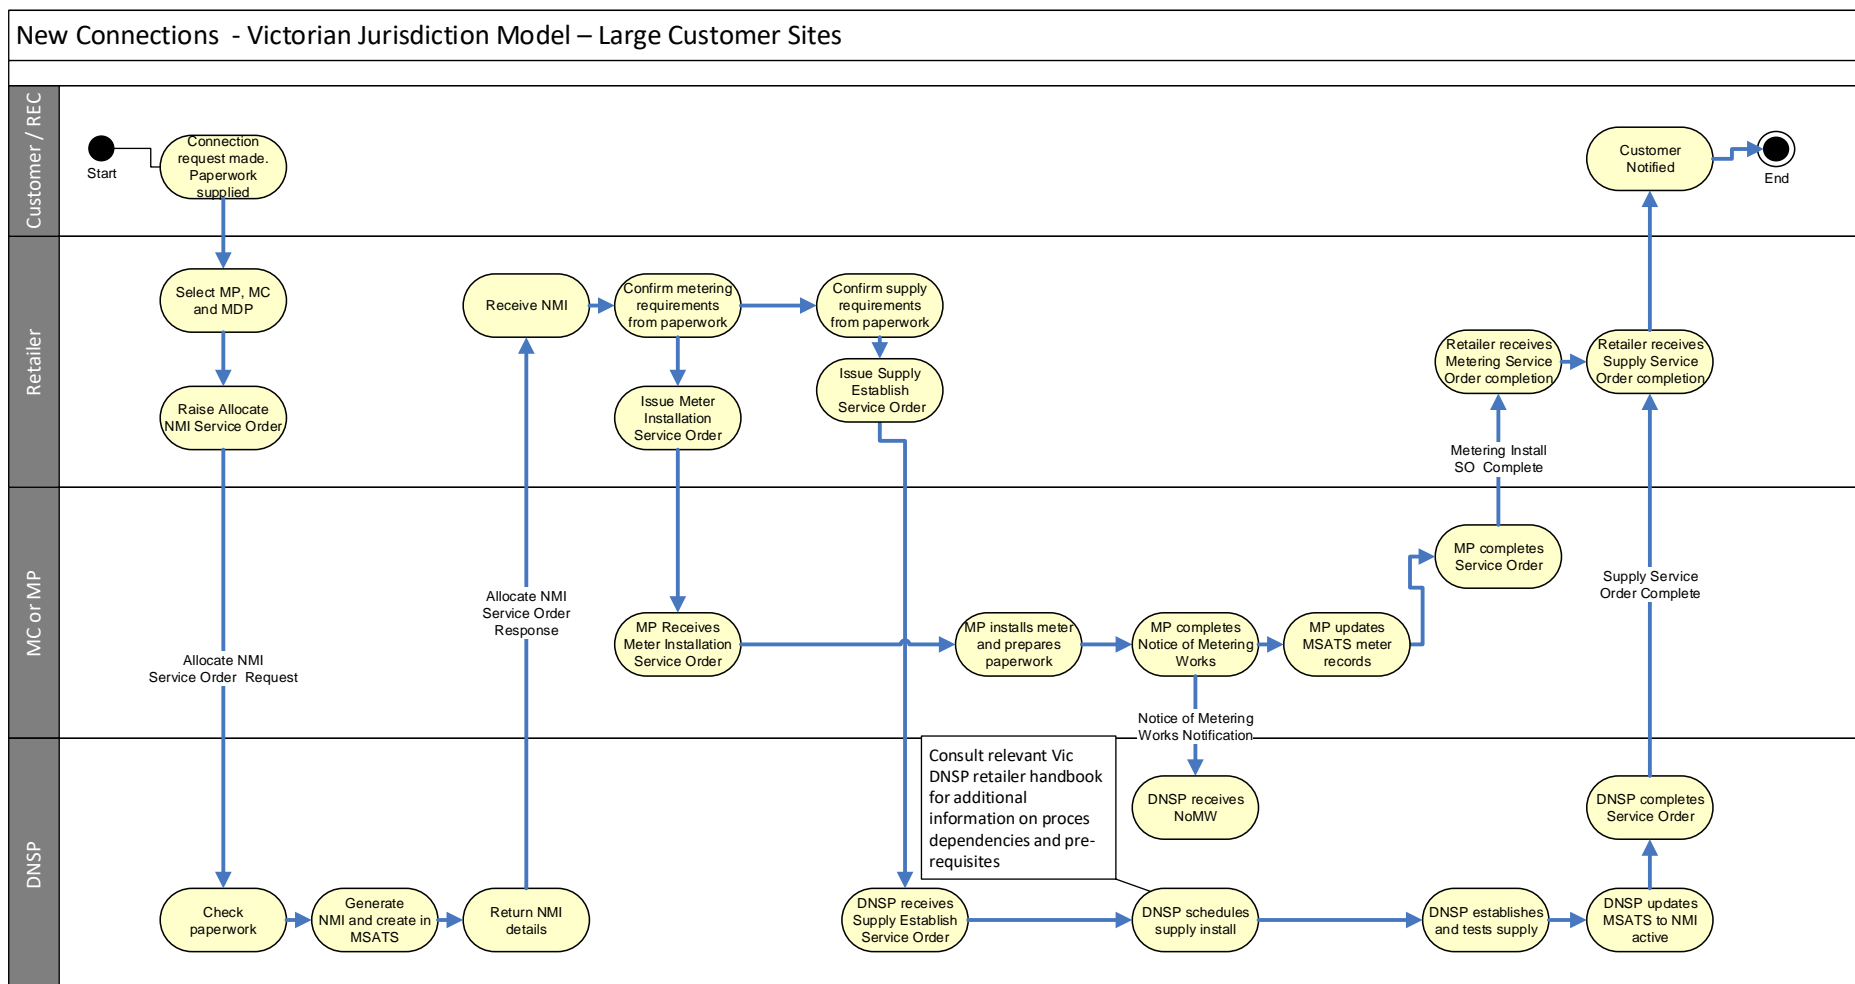 New Connections  - Victorian Jurisdiction Model – Large Customer Sites
Customer / REC
Start
Connection
request made.
Paperwork
supplied
Customer
Notified
End
Retailer
Select MP, MC
and MDP
Raise Allocate
NMI Service Order
Receive NMI
Confirm metering
requirements
from paperwork
Confirm supply
requirements
from paperwork
Issue Meter
Installation
Service Order
Issue Supply
Establish
Service Order
Retailer receives
Metering Service
Order completion
Retailer receives
Supply Service
Order completion
Metering Install
SO  Complete
MC or MP
Allocate NMI
Service Order  Request
Allocate NMI
Service Order
Response
MP Receives
Meter Installation
Service Order
MP installs meter
and prepares
paperwork
MP completes
Notice of Metering
Works
MP updates
MSATS meter
records
MP completes
Service Order
Supply Service
Order Complete
Notice of Metering
Works Notification
DNSP
Check
paperwork
Generate
NMI and create in
MSATS
Return NMI
details
Consult relevant Vic
DNSP retailer handbook
for additional
information on proces
dependencies and pre-
requisites
DNSP receives
NoMW
DNSP receives
Supply Establish
Service Order
DNSP schedules
supply install
DNSP establishes
and tests supply
DNSP updates
MSATS to NMI
active
DNSP completes
Service Order